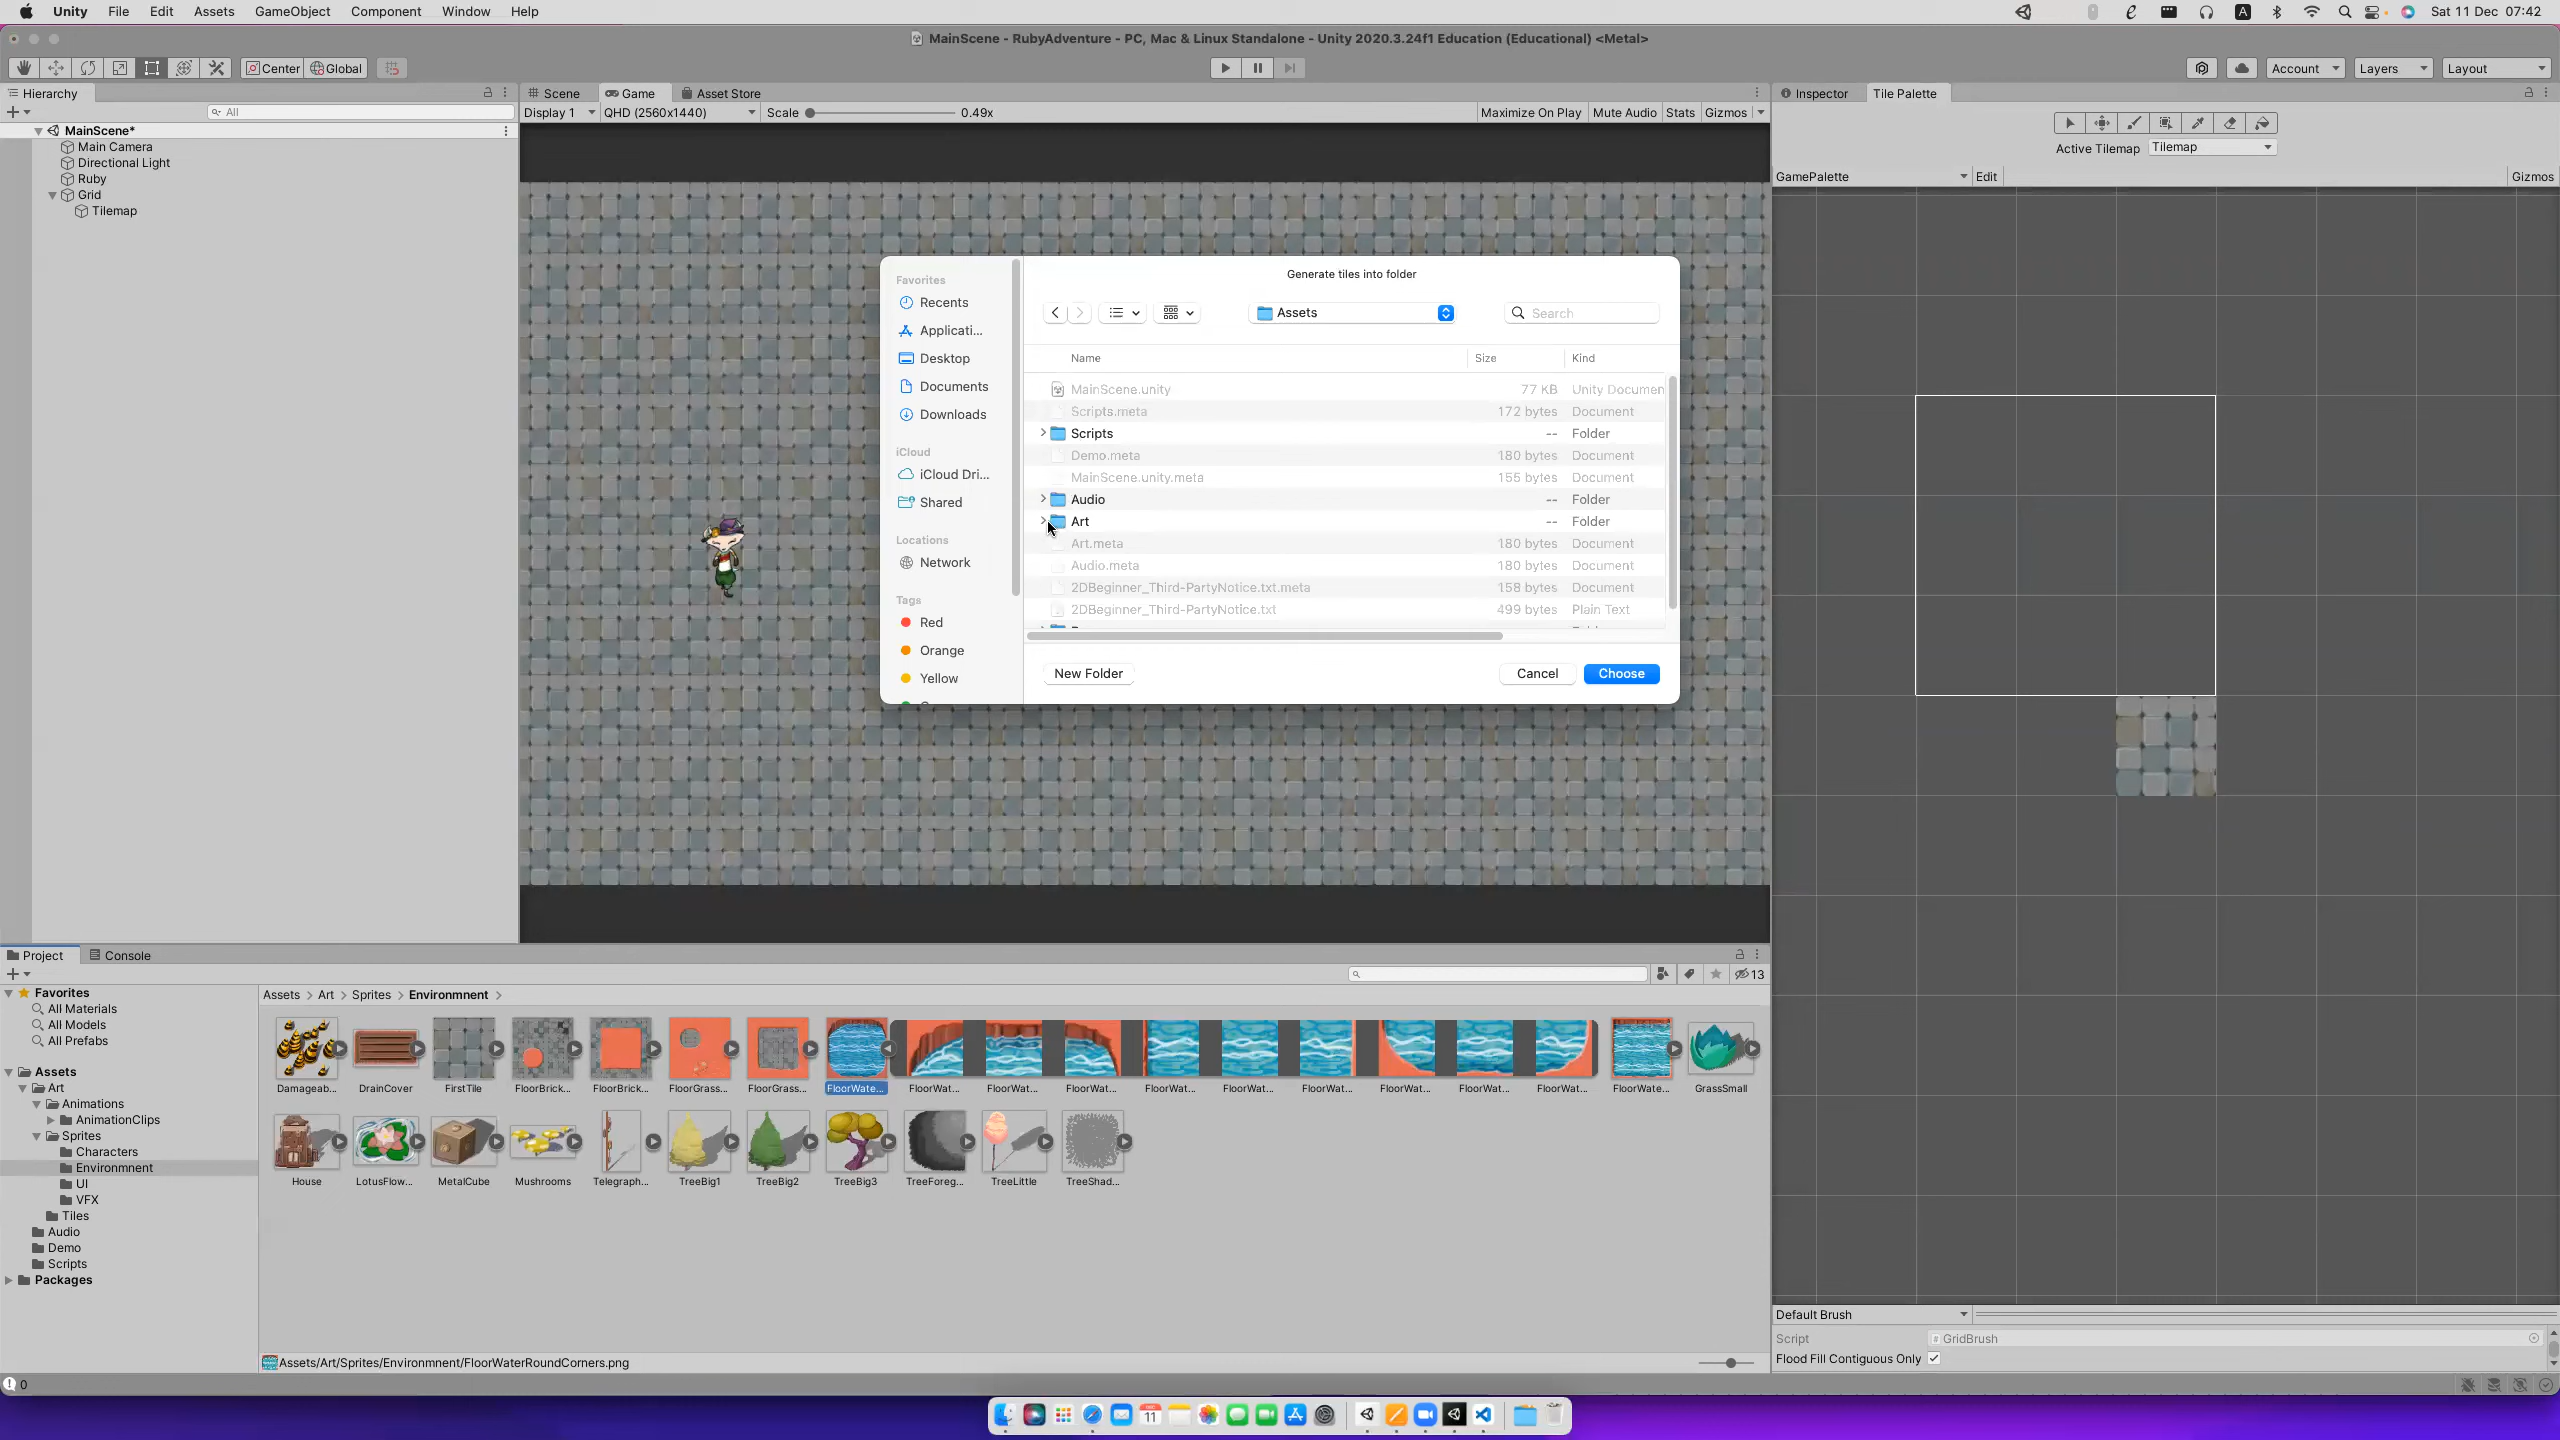 Unity File Edit Assets GameObject Component Window Help
A
Sat 11 Dec 07:42
MainScene - RubyAdventure - PC, Mac & Linux Standalone - Unity 2020.3.24f1 Education (Educational) <Metal>
Center Global
Account Layers Layout
Hierarchy
Scene Game Asset Store
Inspector Tile Palette
All
Display 1 QHD (2560x1440) Scale 0.49x Maximize On Play Mute Audio Stats Gizmos
MainScene*
Main Camera
Directional Light
Ruby
Grid
Tilemap
Active Tilemap Tilemap
GamePalette Edit Gizmos
Generate tiles into folder
Favorites
Recents
Applicati...
Desktop
Documents
Downloads
iCloud
iCloud Dri...
Shared
Locations
Network
Tags
Red
Orange
Yellow
Assets
Search
Name Size Kind
MainScene.unity 77 KB Unity Documen
Scripts.meta 172 bytes Document
Scripts -- Folder
Demo.meta 180 bytes Document
MainScene.unity.meta 155 bytes Document
Audio -- Folder
Art -- Folder
Art.meta 180 bytes Document
Audio.meta 180 bytes Document
2DBeginner_Third-PartyNotice.txt.meta 158 bytes Document
2DBeginner_Third-PartyNotice.txt 499 bytes Plain Text
New Folder Cancel Choose
Project Console
13
Favorites
All Materials
All Models
All Prefabs
Assets
Art
Animations
AnimationClips
Sprites
Characters
Environmnent
UI
VFX
Tiles
Audio
Demo
Scripts
Packages
Assets > Art > Sprites > Environmnent >
Damageab... DrainCover FirstTile FloorBrick... FloorBrick... FloorGrass... FloorGrass... FloorWate... FloorWat... FloorWat... FloorWat... FloorWat... FloorWat... FloorWat... FloorWat... FloorWat... FloorWat... FloorWate... GrassSmall
House LotusFlow... MetalCube Mushrooms Telegraph... TreeBig1 TreeBig2 TreeBig3 TreeForeg... TreeLittle TreeShad...
Assets/Art/Sprites/Environmnent/FloorWaterRoundCorners.png
Default Brush
Script GridBrush
Flood Fill Contiguous Only
0
11